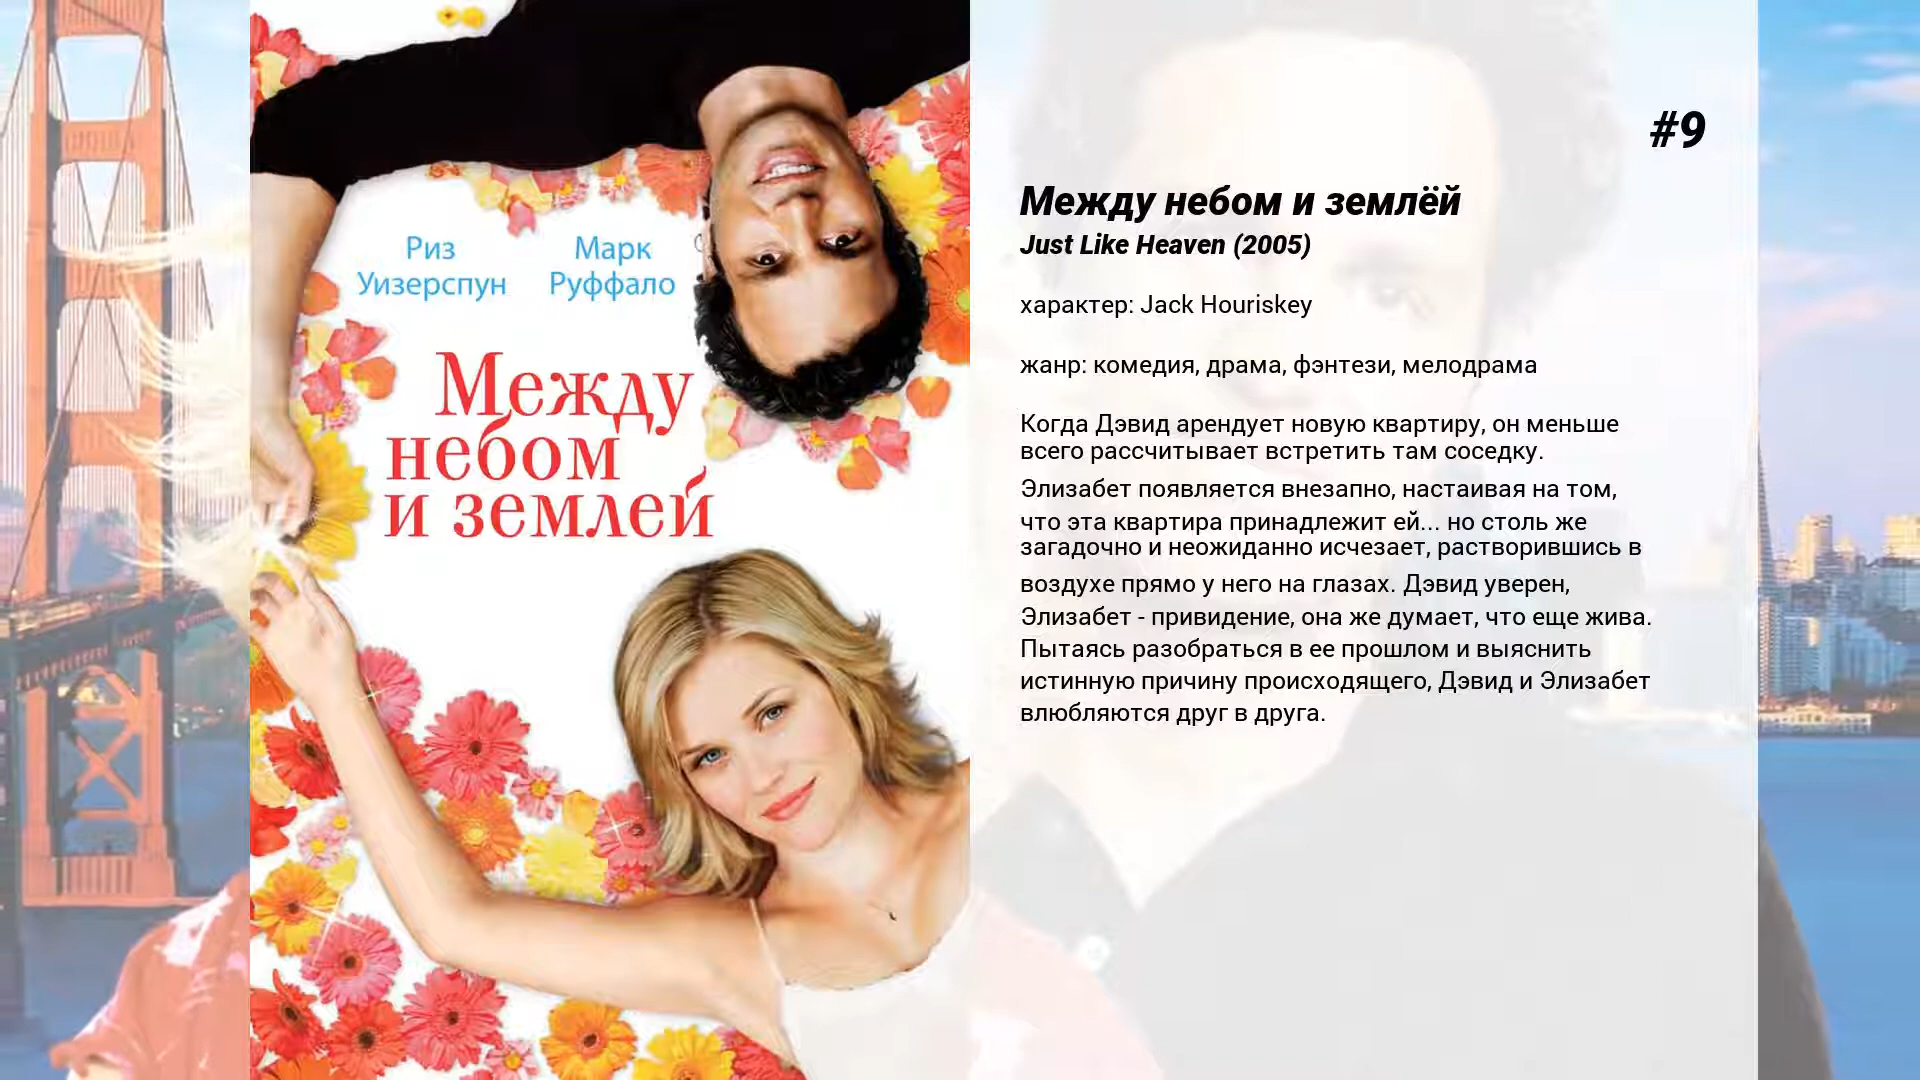 Риз
Уизерспун
Марк
Руффало
Между
небом
и землей
#9
Между небом и землёй
Just Like Heaven (2005)
характер: Jack Houriskey
жанр: комедия, драма, фэнтези, мелодрама
Когда Дэвид арендует новую квартиру, он меньше
всего рассчитывает встретить там соседку.
Элизабет появляется внезапно, настаивая на том,
что эта квартира принадлежит ей... но столь же
загадочно и неожиданно исчезает, растворившись в
воздухе прямо у него на глазах. Дэвид уверен,
Элизабет - привидение, она же думает, что еще жива.
Пытаясь разобраться в ее прошлом и выяснить
истинную причину происходящего, Дэвид и Элизабет
влюбляются друг в друга.